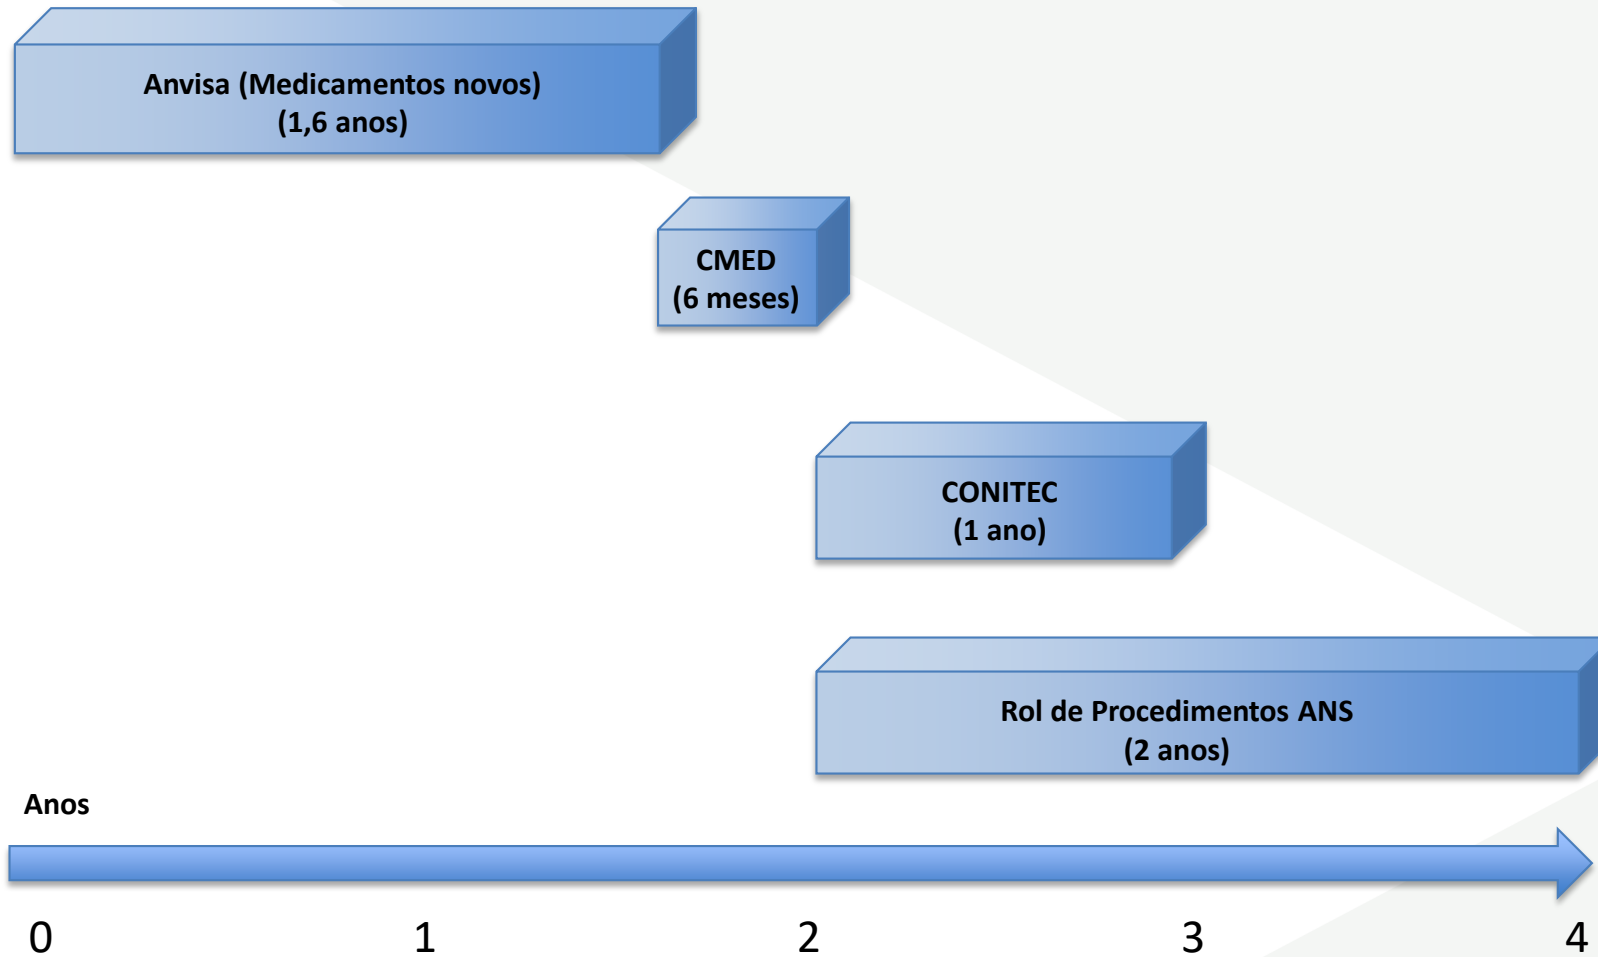 Anvisa (Medicamentos novos)
(1,6 anos)
CMED
(6 meses)
CONITEC
(1 ano)
Rol de Procedimentos ANS
(2 anos)
Anos
0 1 2 3 4